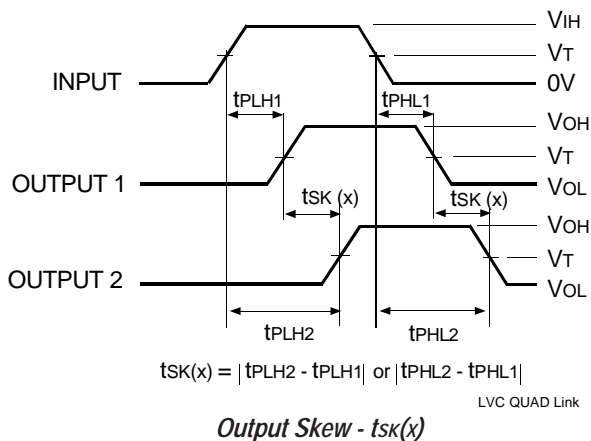 VIH
VT
0V
INPUT
tPLH1
tPHL1
VOH
VT
VOL
OUTPUT 1
tSK (x)
tSK (x)
VOH
VT
VOL
OUTPUT 2
tPLH2
tPHL2
tSK(x) = |tPLH2 - tPLH1| or |tPHL2 - tPHL1|
LVC QUAD Link
Output Skew - tSK(x)